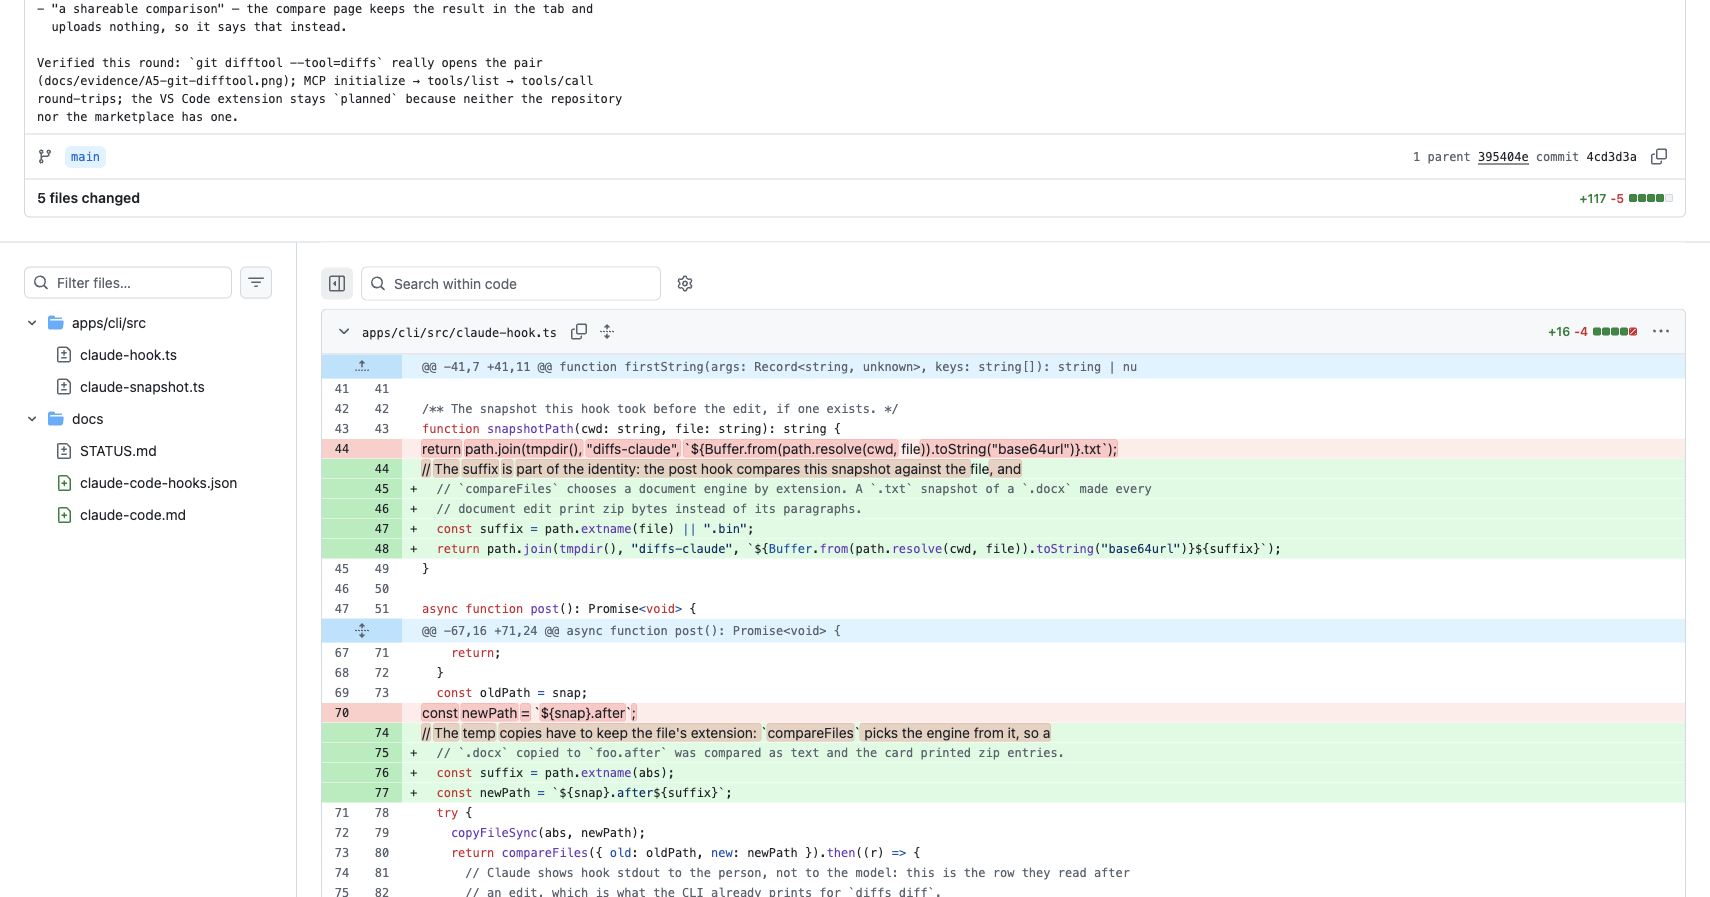 - "a shareable comparison" — the compare page keeps the result in the tab and
uploads nothing, so it says that instead.
Verified this round: `git difftool --tool=diffs` really opens the pair
(docs/evidence/A5-git-difftool.png); MCP initialize → tools/list → tools/call
round-trips; the VS Code extension stays `planned` because neither the repository
nor the marketplace has one.
main
1 parent 395404e commit 4cd3d3a
5 files changed
+117 -5
Filter files...
Search within code
apps/cli/src
claude-hook.ts
claude-snapshot.ts
docs
STATUS.md
claude-code-hooks.json
claude-code.md
apps/cli/src/claude-hook.ts
+16 -4
@@ -41,7 +41,11 @@ function firstString(args: Record<string, unknown>, keys: string[]): string | nu
41 41
42 42 /** The snapshot this hook took before the edit, if one exists. */
43 43 function snapshotPath(cwd: string, file: string): string {
44 return path.join(tmpdir(), "diffs-claude", `${Buffer.from(path.resolve(cwd, file)).toString("base64url")}.txt`);
44 // The suffix is part of the identity: the post hook compares this snapshot against the file, and
45 + // `compareFiles` chooses a document engine by extension. A `.txt` snapshot of a `.docx` made every
46 + // document edit print zip bytes instead of its paragraphs.
47 + const suffix = path.extname(file) || ".bin";
48 + return path.join(tmpdir(), "diffs-claude", `${Buffer.from(path.resolve(cwd, file)).toString("base64url")}${suffix}`);
45 49 }
46 50
47 51 async function post(): Promise<void> {
@@ -67,16 +71,24 @@ async function post(): Promise<void> {
67 71 return;
68 72 }
69 73 const oldPath = snap;
70 const newPath = `${snap}.after`;
74 // The temp copies have to keep the file's extension: `compareFiles` picks the engine from it, so a
75 + // `.docx` copied to `foo.after` was compared as text and the card printed zip entries.
76 + const suffix = path.extname(abs);
77 + const newPath = `${snap}.after${suffix}`;
71 78 try {
72 79 copyFileSync(abs, newPath);
73 80 return compareFiles({ old: oldPath, new: newPath }).then((r) => {
74 81 // Claude shows hook stdout to the person, not to the model: this is the row they read after
75 82 // an edit, which is what the CLI already prints for `diffs diff`.